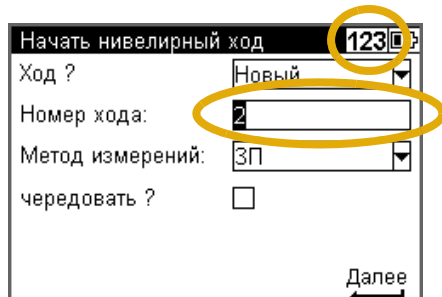 Начать нивелирный ход 123
Ход ? Новый
Номер хода: 2
Метод измерений: ЗП
чередовать ?
Далее